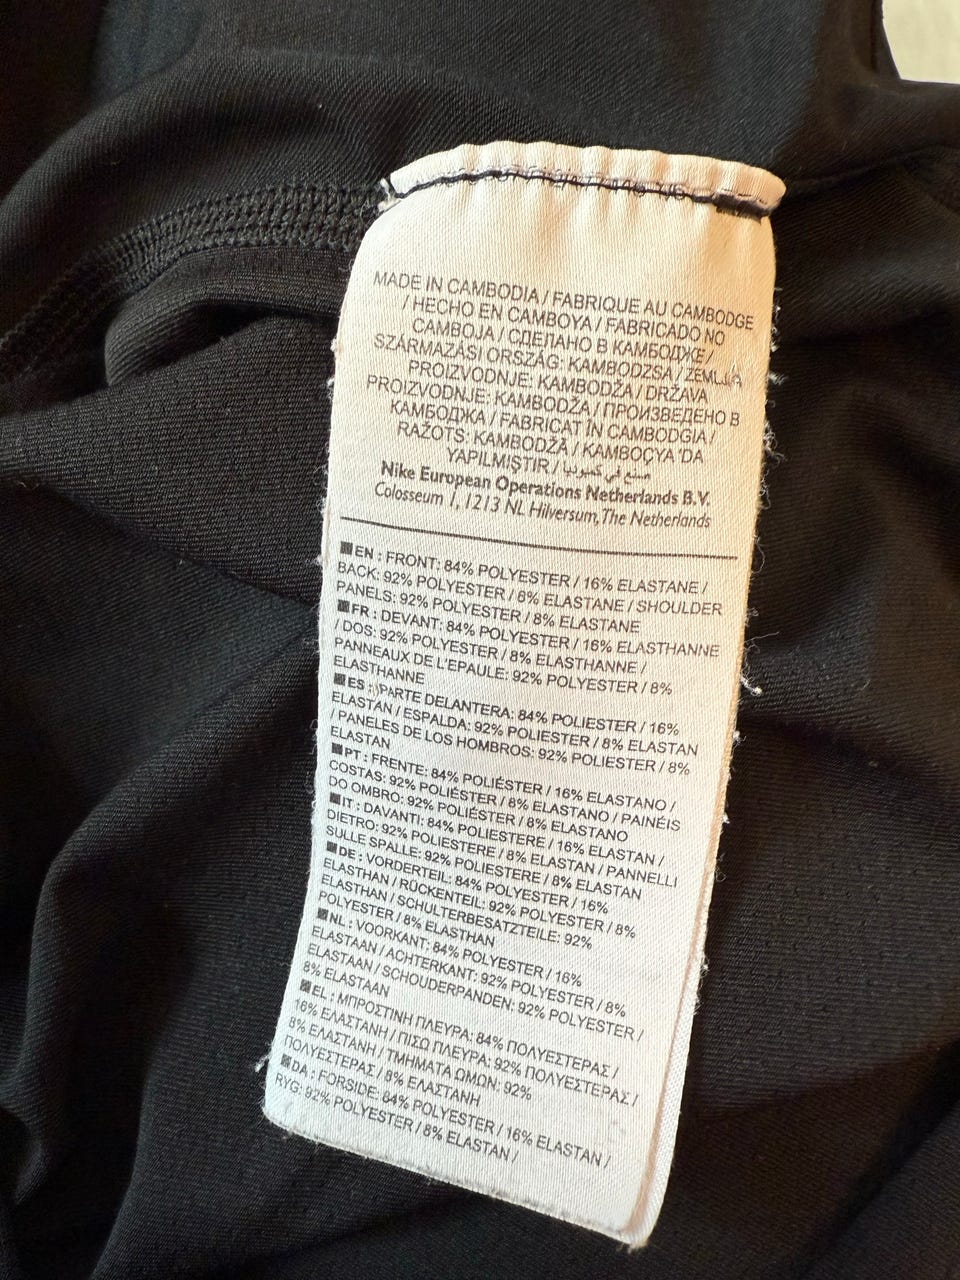 MADE IN CAMBODIA / FABRIQUE AU CAMBODGE
/ HECHO EN CAMBOYA / FABRICADO NO
CAMBOJA / СДЕЛАНО В КАМБОДЖЕ /
SZÁRMAZÁSI ORSZÁG: KAMBODZSA / ZEMLJA
PROIZVODNJE: KAMBODŽA / DRŽAVA
PROIZVODNJE: KAMBODŽA / ПРОИЗВЕДЕНО В
КАМБОДЖА / FABRICAT ÎN CAMBODGIA /
RAŽOTS: KAMBODŽĀ / KAMBOÇYA 'DA
YAPILMIŞTIR / صنع في كمبوديا
Nike European Operations Netherlands B.V.
Colosseum 1, 1213 NL Hilversum, The Netherlands
EN : FRONT: 84% POLYESTER / 16% ELASTANE /
BACK: 92% POLYESTER / 8% ELASTANE / SHOULDER
PANELS: 92% POLYESTER / 8% ELASTANE
FR : DEVANT: 84% POLYESTER / 16% ELASTHANNE
/ DOS: 92% POLYESTER / 8% ELASTHANNE /
PANNEAUX DE L'EPAULE: 92% POLYESTER / 8%
ELASTHANNE
ES : PARTE DELANTERA: 84% POLIESTER / 16%
ELASTAN / ESPALDA: 92% POLIESTER / 8% ELASTAN
/ PANELES DE LOS HOMBROS: 92% POLIESTER / 8%
ELASTAN
PT : FRENTE: 84% POLIÉSTER / 16% ELASTANO /
COSTAS: 92% POLIÉSTER / 8% ELASTANO / PAINÉIS
DO OMBRO: 92% POLIÉSTER / 8% ELASTANO
IT : DAVANTI: 84% POLIESTERE / 16% ELASTAN /
DIETRO: 92% POLIESTERE / 8% ELASTAN / PANNELLI
SULLE SPALLE: 92% POLIESTERE / 8% ELASTAN
DE : VORDERTEIL: 84% POLYESTER / 16%
ELASTHAN / RÜCKENTEIL: 92% POLYESTER / 8%
ELASTHAN / SCHULTERBESATZTEILE: 92%
POLYESTER / 8% ELASTHAN
NL : VOORKANT: 84% POLYESTER / 16%
ELASTAAN / ACHTERKANT: 92% POLYESTER / 8%
ELASTAAN / SCHOUDERPANDEN: 92% POLYESTER /
8% ELASTAAN
EL : ΜΠΡΟΣΤΙΝΗ ΠΛΕΥΡΑ: 84% ΠΟΛΥΕΣΤΕΡΑΣ /
16% ΕΛΑΣΤΑΝΗ / ΠΙΣΩ ΠΛΕΥΡΑ: 92% ΠΟΛΥΕΣΤΕΡΑΣ /
8% ΕΛΑΣΤΑΝΗ / ΤΜΗΜΑΤΑ ΩΜΩΝ: 92%
ΠΟΛΥΕΣΤΕΡΑΣ / 8% ΕΛΑΣΤΑΝΗ
DA : FORSIDE: 84% POLYESTER / 16% ELASTAN /
RYG: 92% POLYESTER / 8% ELASTAN /